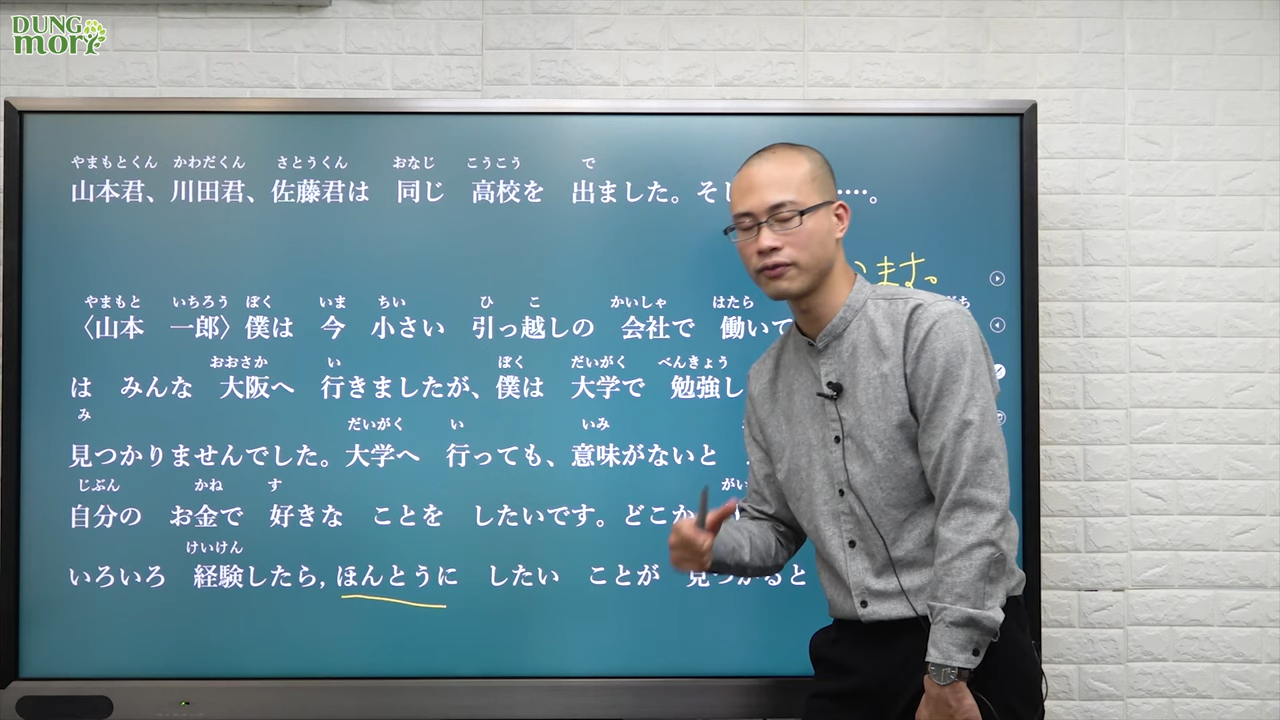 DUNG
mori
やまもとくん かわだくん さとうくん おなじ こうこう で
山本君、川田君、佐藤君は 同じ 高校を 出ました。そし……。
います。
やまもと いちろう ぼく いま ちい ひ こ かいしゃ はたら
〈山本 一郎〉僕は 今 小さい 引っ越しの 会社で 働いて
おおさか い ぼく だいがく べんきょう
は みんな 大阪へ 行きましたが、僕は 大学で 勉強し
み だいがく い いみ
見つかりませんでした。大学へ 行っても、意味がないと
じぶん かね す がい
自分の お金で 好きな ことを したいです。どこか
けいけん
いろいろ 経験したら, ほんとうに したい ことが 見つかると